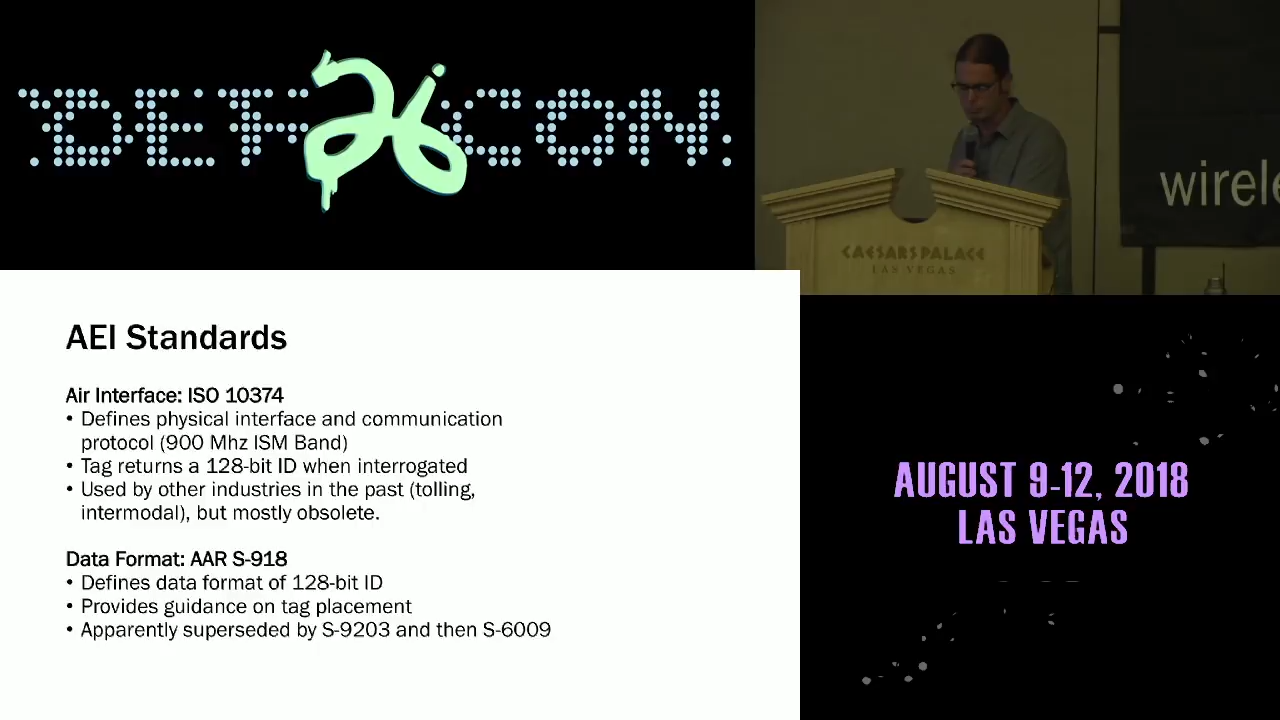 DEF 26 CON
wirele
CAESARS PALACE
LAS VEGAS
AEI Standards
Air Interface: ISO 10374
• Defines physical interface and communication
protocol (900 Mhz ISM Band)
• Tag returns a 128-bit ID when interrogated
• Used by other industries in the past (tolling,
intermodal), but mostly obsolete.
Data Format: AAR S-918
• Defines data format of 128-bit ID
• Provides guidance on tag placement
• Apparently superseded by S-9203 and then S-6009
AUGUST 9-12, 2018
LAS VEGAS